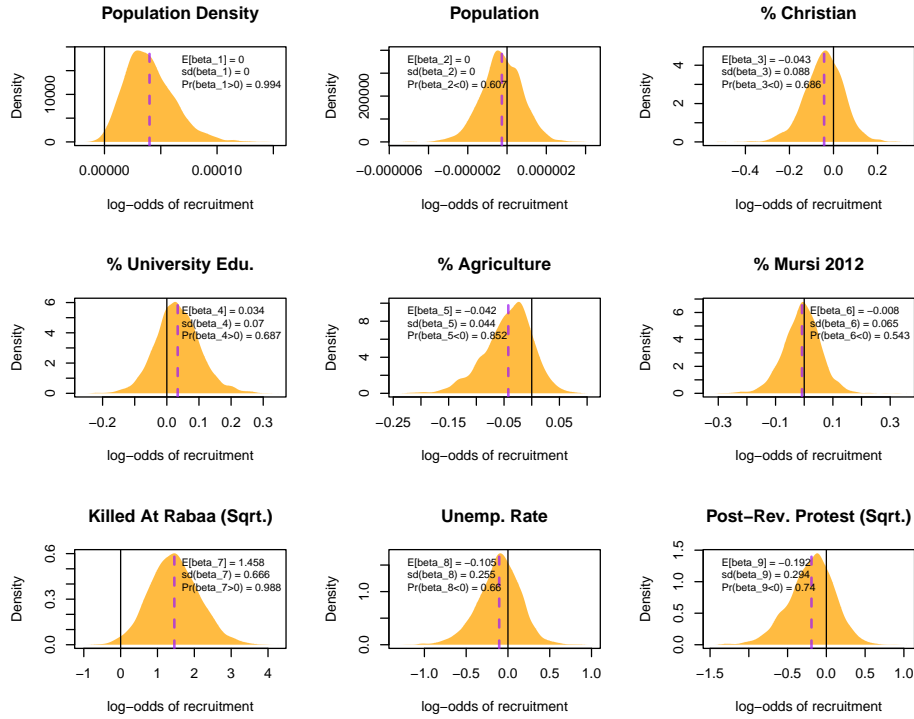 Population Density
Population
% Christian
E[beta_1] = 0
sd(beta_1) = 0
Pr(beta_1>0) = 0.994
E[beta_2] = 0
sd(beta_2) = 0
Pr(beta_2<0) = 0.607
E[beta_3] = −0.043
sd(beta_3) = 0.088
Pr(beta_3<0) = 0.686
Density
0 1000
Density
0 200000
Density
0 2 4
0.00000 0.00010
−0.000006 −0.000002 0.000002
−0.4 −0.2 0.0 0.2
log−odds of recruitment
log−odds of recruitment
log−odds of recruitment
% University Edu.
% Agriculture
% Mursi 2012
E[beta_4] = 0.034
sd(beta_4) = 0.07
Pr(beta_4>0) = 0.687
E[beta_5] = −0.042
sd(beta_5) = 0.044
Pr(beta_5<0) = 0.852
E[beta_6] = −0.008
sd(beta_6) = 0.065
Pr(beta_6<0) = 0.543
Density
0 2 4 6
Density
0 4 8
Density
0 2 4 6
−0.2 0.0 0.1 0.2 0.3
−0.25 −0.15 −0.05 0.05
−0.3 −0.1 0.1 0.3
log−odds of recruitment
log−odds of recruitment
log−odds of recruitment
Killed At Rabaa (Sqrt.)
Unemp. Rate
Post−Rev. Protest (Sqrt.)
E[beta_7] = 1.458
sd(beta_7) = 0.666
Pr(beta_7>0) = 0.988
E[beta_8] = −0.105
sd(beta_8) = 0.255
Pr(beta_8<0) = 0.66
E[beta_9] = −0.192
sd(beta_9) = 0.294
Pr(beta_9<0) = 0.74
Density
0.0 0.3 0.6
Density
0.0 1.0
Density
0.0 0.5 1.0 1.5
−1 0 1 2 3 4
−1.0 −0.5 0.0 0.5 1.0
−1.5 −1.0 −0.5 0.0 0.5 1.0
log−odds of recruitment
log−odds of recruitment
log−odds of recruitment